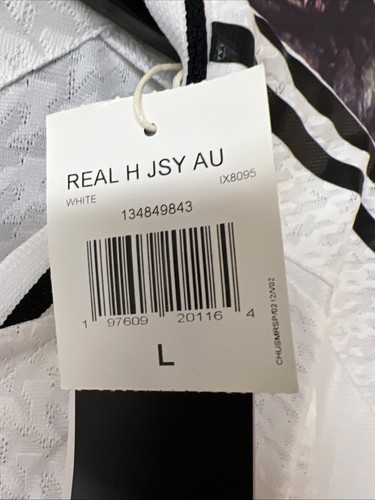 REAL H JSY AU
WHITE
IX8095
134849843
1 97609 20116 4
L
CHUSMRSP/0212/V02